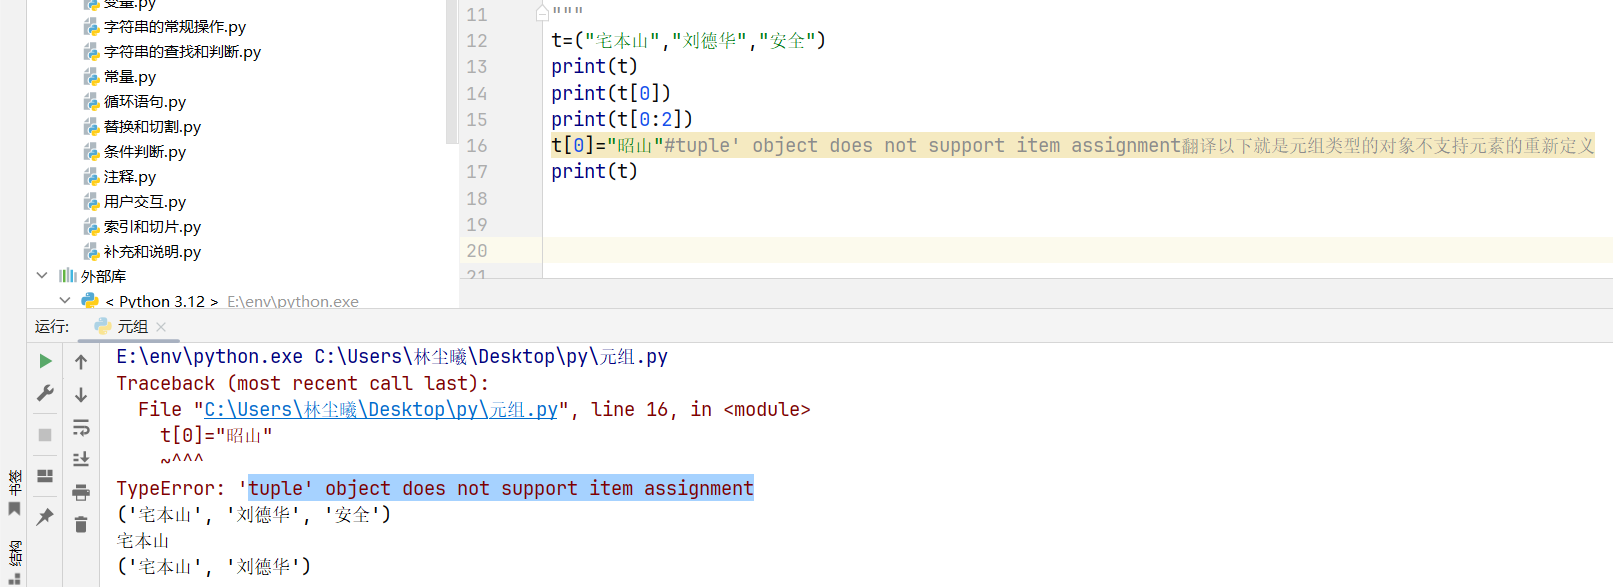 变量.py
字符串的常规操作.py
字符串的查找和判断.py
常量.py
循环语句.py
替换和切割.py
条件判断.py
注释.py
用户交互.py
索引和切片.py
补充和说明.py
外部库
< Python 3.12 > E:\env\python.exe
11 """
12 t=("宅本山","刘德华","安全")
13 print(t)
14 print(t[0])
15 print(t[0:2])
16 t[0]="昭山"#tuple' object does not support item assignment翻译以下就是元组类型的对象不支持元素的重新定义
17 print(t)
18
19
20
21
运行: 元组
E:\env\python.exe C:\Users\林尘曦\Desktop\py\元组.py
Traceback (most recent call last):
File "C:\Users\林尘曦\Desktop\py\元组.py", line 16, in <module>
t[0]="昭山"
~^^^
TypeError: 'tuple' object does not support item assignment
('宅本山', '刘德华', '安全')
宅本山
('宅本山', '刘德华')
书签
结构